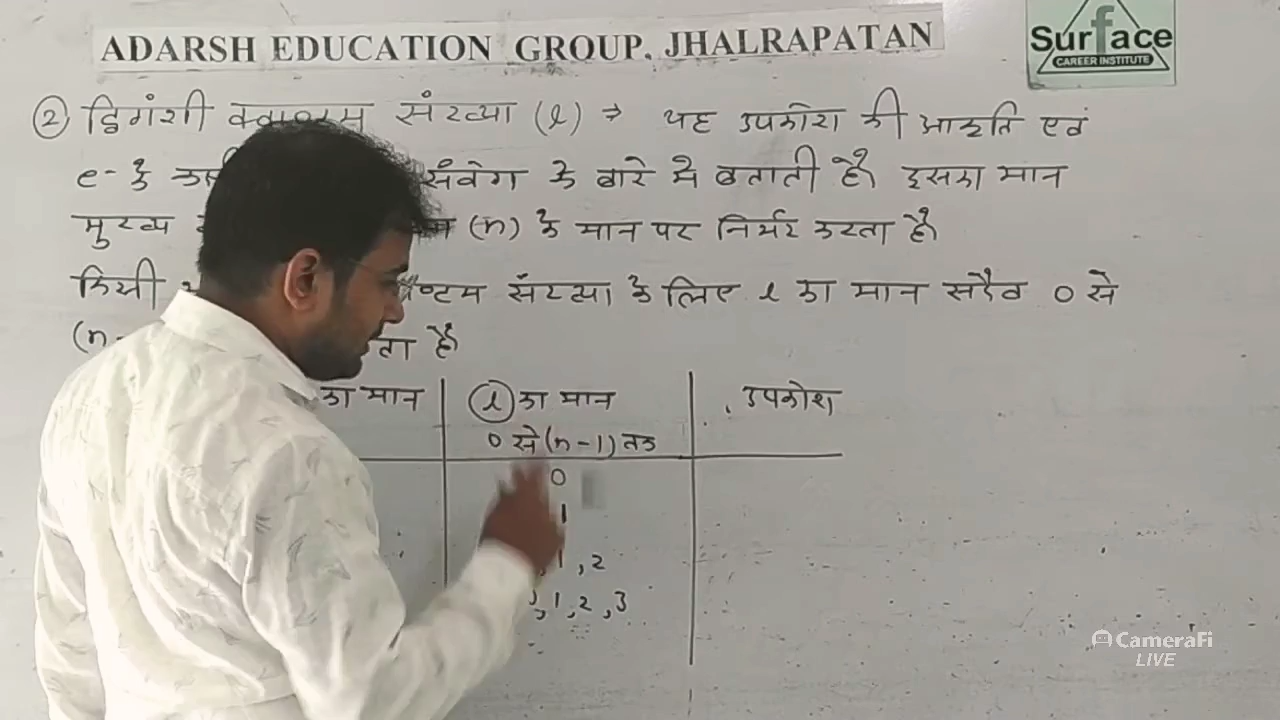 ADARSH EDUCATION GROUP, JHALRAPATAN
Surface
CAREER INSTITUTE
② द्विगंशी क्वाण्टम संख्या (l) ⇒ यह उपकोश की आकृति एवं
e- के संवेग के बारे में बताती है। इसका मान
मुख्य (n) के मान पर निर्भर करता है।
किसी संख्या के लिए l का मान सदैव 0 से
(n- है।
का मान
l का मान
0 से (n-1) तक
उपकोश
0
1
1, 2
, 1, 2, 3
CameraFi
LIVE